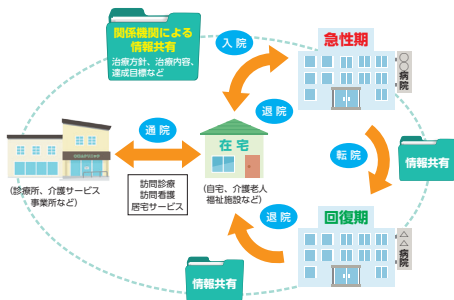 関係機関による
情報共有
治療方針、治療内容、
達成目標など
入院
急性期
○○病院
退院
通院
在宅
転院
情報共有
(診療所、介護サービス
事業所など)
訪問診療
訪問看護
居宅サービス
(自宅、介護老人
福祉施設など)
退院
回復期
△△病院
情報共有